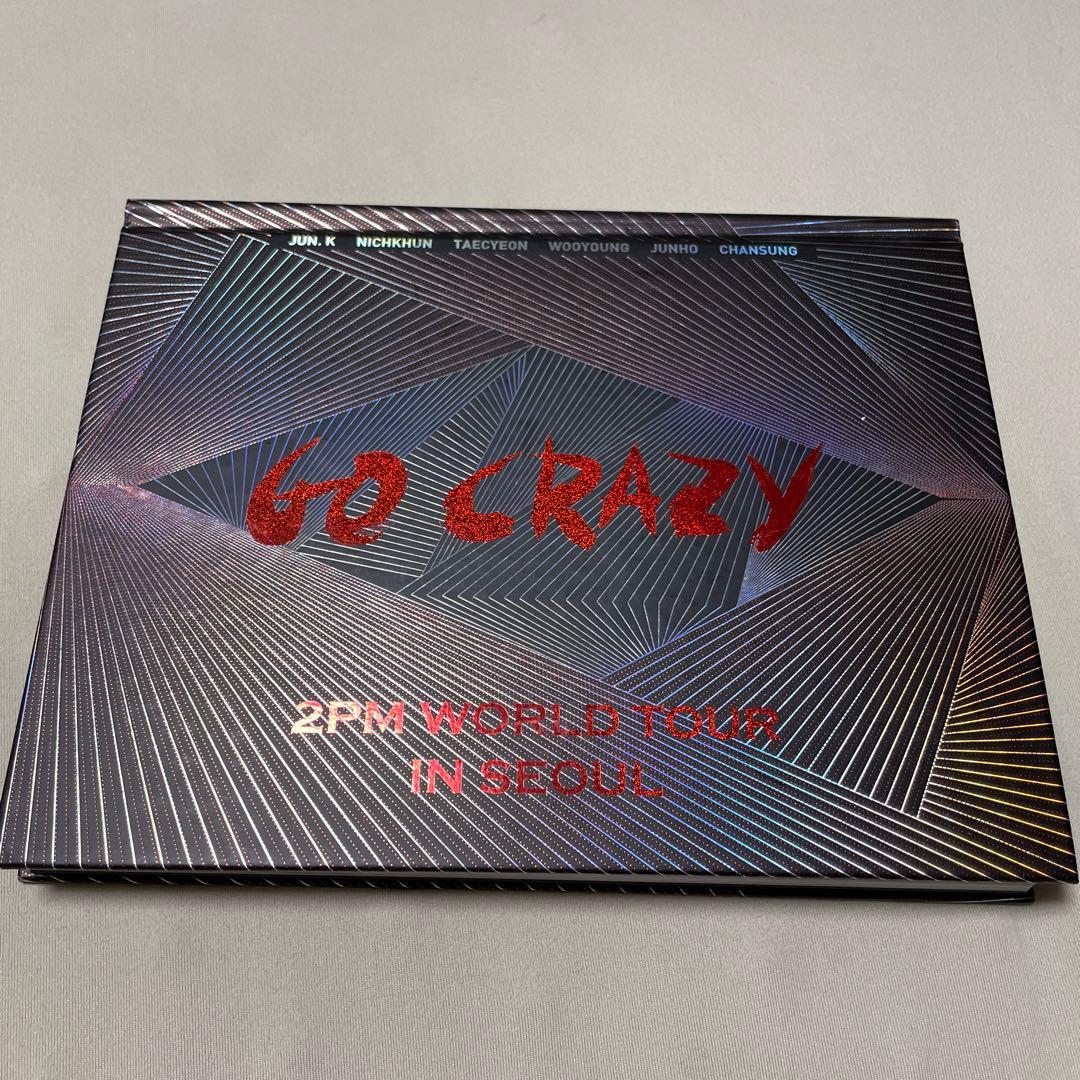 JUN. K NICHKHUN TAECYEON WOOYOUNG JUNHO CHANSUNG
GO CRAZY
2PM WORLD TOUR
IN SEOUL